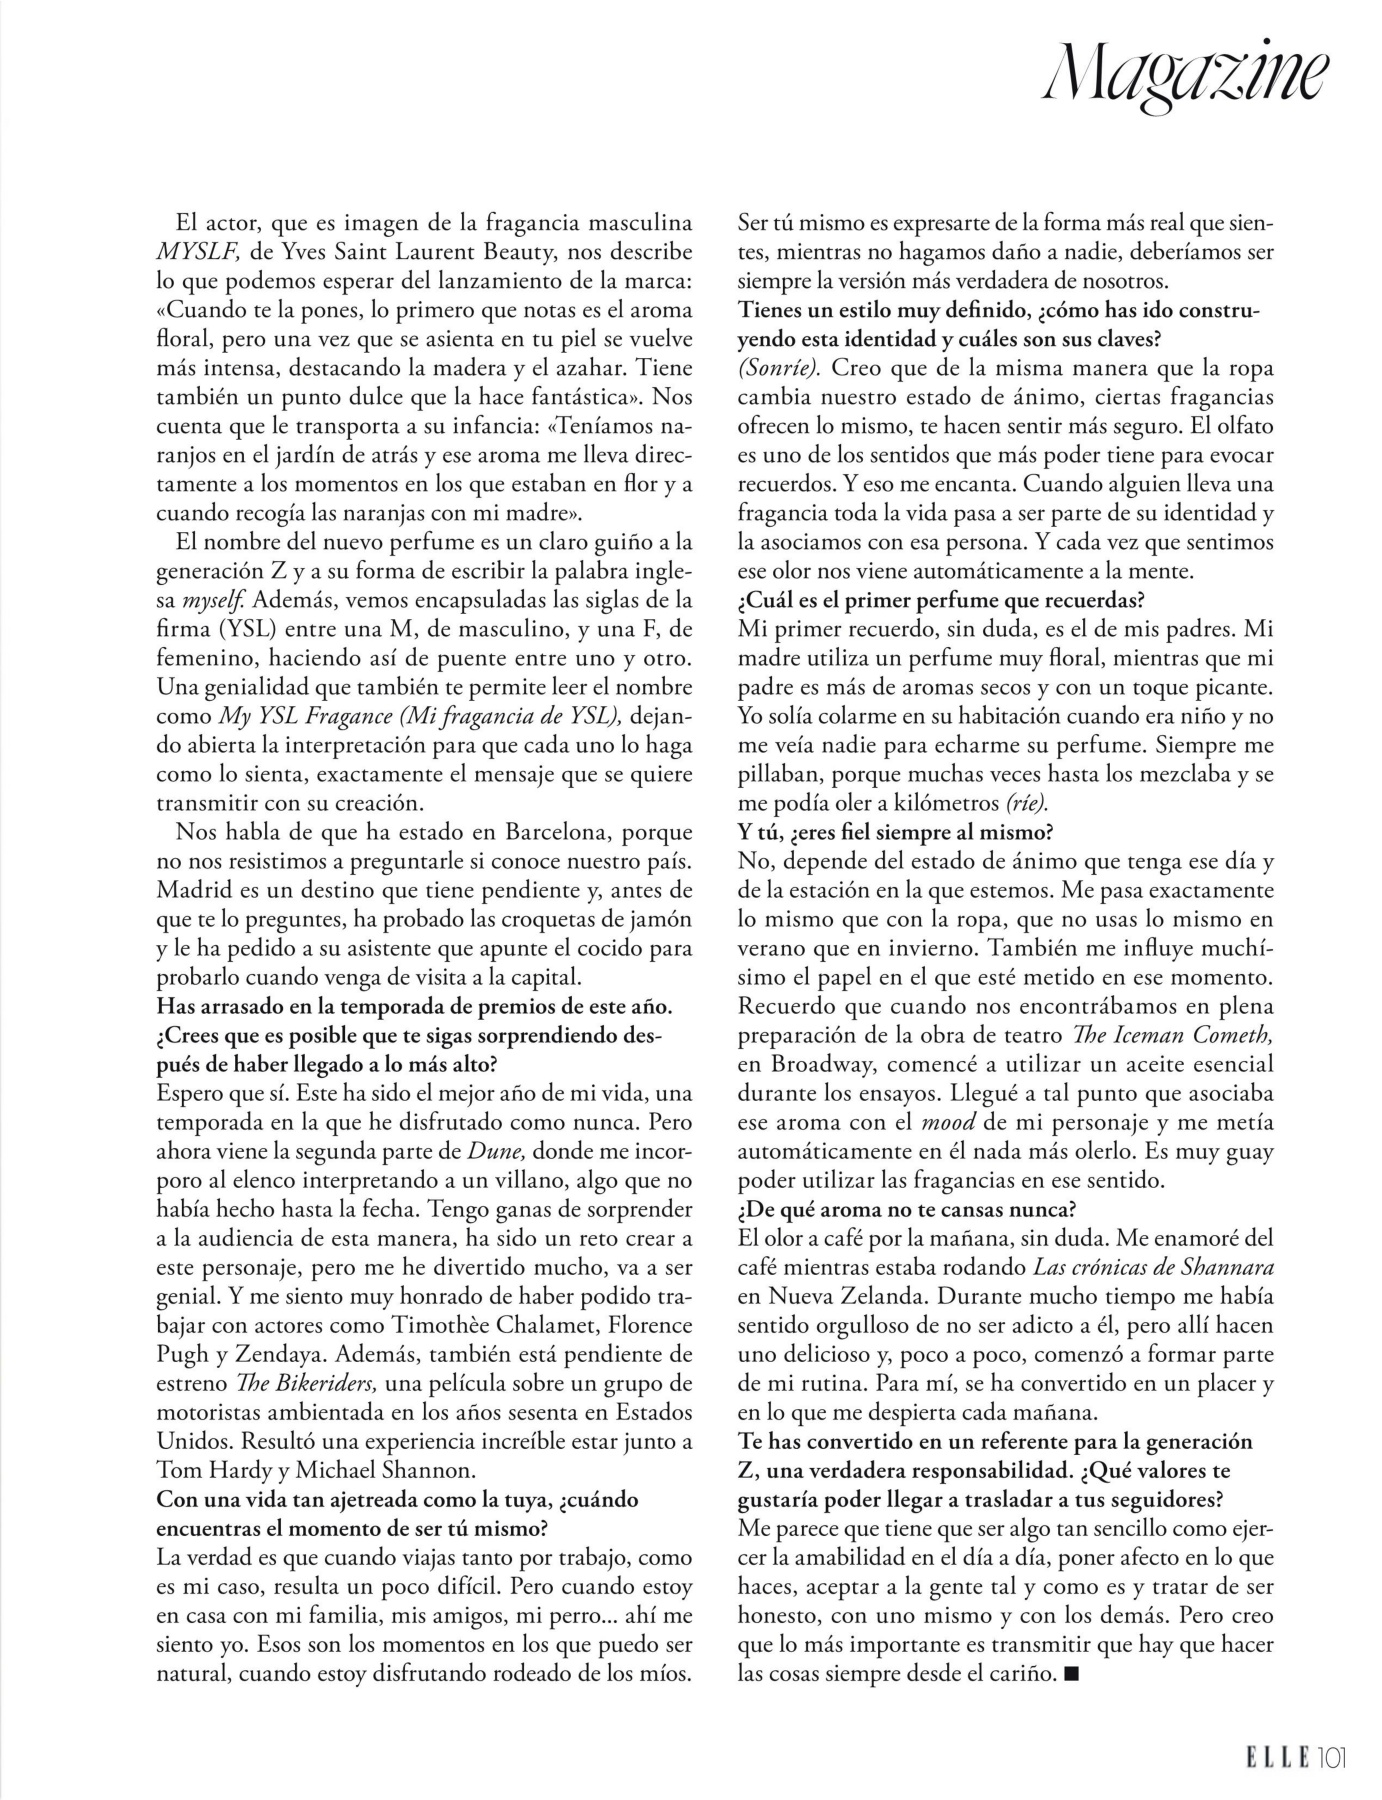 Magazine
El actor, que es imagen de la fragancia masculina
MYSLF, de Yves Saint Laurent Beauty, nos describe
lo que podemos esperar del lanzamiento de la marca:
«Cuando te la pones, lo primero que notas es el aroma
floral, pero una vez que se asienta en tu piel se vuelve
más intensa, destacando la madera y el azahar. Tiene
también un punto dulce que la hace fantástica». Nos
cuenta que le transporta a su infancia: «Teníamos na-
ranjos en el jardín de atrás y ese aroma me lleva direc-
tamente a los momentos en los que estaban en flor y a
cuando recogía las naranjas con mi madre».
El nombre del nuevo perfume es un claro guiño a la
generación Z y a su forma de escribir la palabra ingle-
sa myself. Además, vemos encapsuladas las siglas de la
firma (YSL) entre una M, de masculino, y una F, de
femenino, haciendo así de puente entre uno y otro.
Una genialidad que también te permite leer el nombre
como My YSL Fragance (Mi fragancia de YSL), dejan-
do abierta la interpretación para que cada uno lo haga
como lo sienta, exactamente el mensaje que se quiere
transmitir con su creación.
Nos habla de que ha estado en Barcelona, porque
no nos resistimos a preguntarle si conoce nuestro país.
Madrid es un destino que tiene pendiente y, antes de
que te lo preguntes, ha probado las croquetas de jamón
y le ha pedido a su asistente que apunte el cocido para
probarlo cuando venga de visita a la capital.
Has arrasado en la temporada de premios de este año.
¿Crees que es posible que te sigas sorprendiendo des-
pués de haber llegado a lo más alto?
Espero que sí. Este ha sido el mejor año de mi vida, una
temporada en la que he disfrutado como nunca. Pero
ahora viene la segunda parte de Dune, donde me incor-
poro al elenco interpretando a un villano, algo que no
había hecho hasta la fecha. Tengo ganas de sorprender
a la audiencia de esta manera, ha sido un reto crear a
este personaje, pero me he divertido mucho, va a ser
genial. Y me siento muy honrado de haber podido tra-
bajar con actores como Timothèe Chalamet, Florence
Pugh y Zendaya. Además, también está pendiente de
estreno The Bikeriders, una película sobre un grupo de
motoristas ambientada en los años sesenta en Estados
Unidos. Resultó una experiencia increíble estar junto a
Tom Hardy y Michael Shannon.
Con una vida tan ajetreada como la tuya, ¿cuándo
encuentras el momento de ser tú mismo?
La verdad es que cuando viajas tanto por trabajo, como
es mi caso, resulta un poco difícil. Pero cuando estoy
en casa con mi familia, mis amigos, mi perro... ahí me
siento yo. Esos son los momentos en los que puedo ser
natural, cuando estoy disfrutando rodeado de los míos.
Ser tú mismo es expresarte de la forma más real que sien-
tes, mientras no hagamos daño a nadie, deberíamos ser
siempre la versión más verdadera de nosotros.
Tienes un estilo muy definido, ¿cómo has ido constru-
yendo esta identidad y cuáles son sus claves?
(Sonríe). Creo que de la misma manera que la ropa
cambia nuestro estado de ánimo, ciertas fragancias
ofrecen lo mismo, te hacen sentir más seguro. El olfato
es uno de los sentidos que más poder tiene para evocar
recuerdos. Y eso me encanta. Cuando alguien lleva una
fragancia toda la vida pasa a ser parte de su identidad y
la asociamos con esa persona. Y cada vez que sentimos
ese olor nos viene automáticamente a la mente.
¿Cuál es el primer perfume que recuerdas?
Mi primer recuerdo, sin duda, es el de mis padres. Mi
madre utiliza un perfume muy floral, mientras que mi
padre es más de aromas secos y con un toque picante.
Yo solía colarme en su habitación cuando era niño y no
me veía nadie para echarme su perfume. Siempre me
pillaban, porque muchas veces hasta los mezclaba y se
me podía oler a kilómetros (ríe).
Y tú, ¿eres fiel siempre al mismo?
No, depende del estado de ánimo que tenga ese día y
de la estación en la que estemos. Me pasa exactamente
lo mismo que con la ropa, que no usas lo mismo en
verano que en invierno. También me influye muchí-
simo el papel en el que esté metido en ese momento.
Recuerdo que cuando nos encontrábamos en plena
preparación de la obra de teatro The Iceman Cometh,
en Broadway, comencé a utilizar un aceite esencial
durante los ensayos. Llegué a tal punto que asociaba
ese aroma con el mood de mi personaje y me metía
automáticamente en él nada más olerlo. Es muy guay
poder utilizar las fragancias en ese sentido.
¿De qué aroma no te cansas nunca?
El olor a café por la mañana, sin duda. Me enamoré del
café mientras estaba rodando Las crónicas de Shannara
en Nueva Zelanda. Durante mucho tiempo me había
sentido orgulloso de no ser adicto a él, pero allí hacen
uno delicioso y, poco a poco, comenzó a formar parte
de mi rutina. Para mí, se ha convertido en un placer y
en lo que me despierta cada mañana.
Te has convertido en un referente para la generación
Z, una verdadera responsabilidad. ¿Qué valores te
gustaría poder llegar a trasladar a tus seguidores?
Me parece que tiene que ser algo tan sencillo como ejer-
cer la amabilidad en el día a día, poner afecto en lo que
haces, aceptar a la gente tal y como es y tratar de ser
honesto, con uno mismo y con los demás. Pero creo
que lo más importante es transmitir que hay que hacer
las cosas siempre desde el cariño. ■
ELLE 101